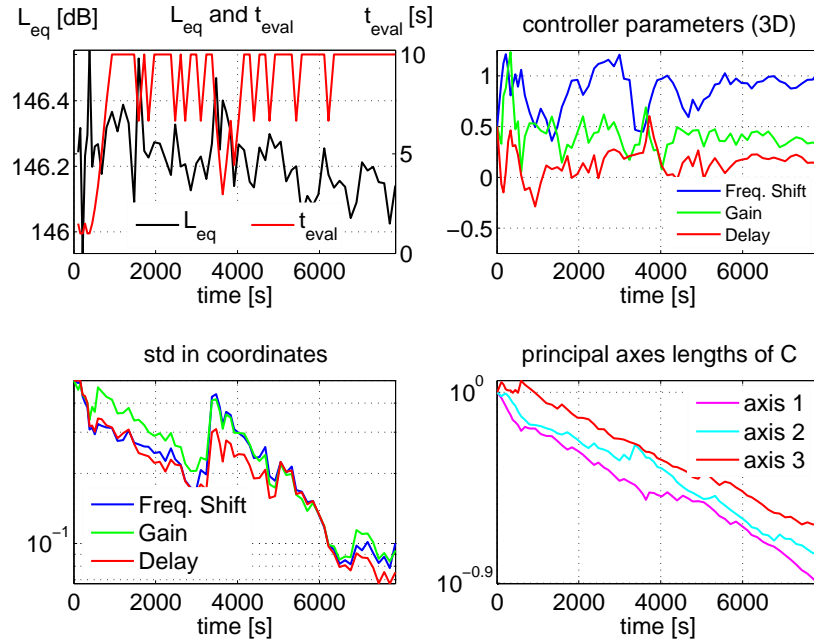 L_eq [dB] L_eq and t_eval t_eval [s]
146.4
146.2
146
10
5
0
L_eq t_eval
0 2000 4000 6000
time [s]
controller parameters (3D)
1
0.5
0
−0.5
Freq. Shift
Gain
Delay
0 2000 4000 6000
time [s]
std in coordinates
10^−1
Freq. Shift
Gain
Delay
0 2000 4000 6000
time [s]
principal axes lengths of C
10^0
10^−0.9
axis 1
axis 2
axis 3
0 2000 4000 6000
time [s]